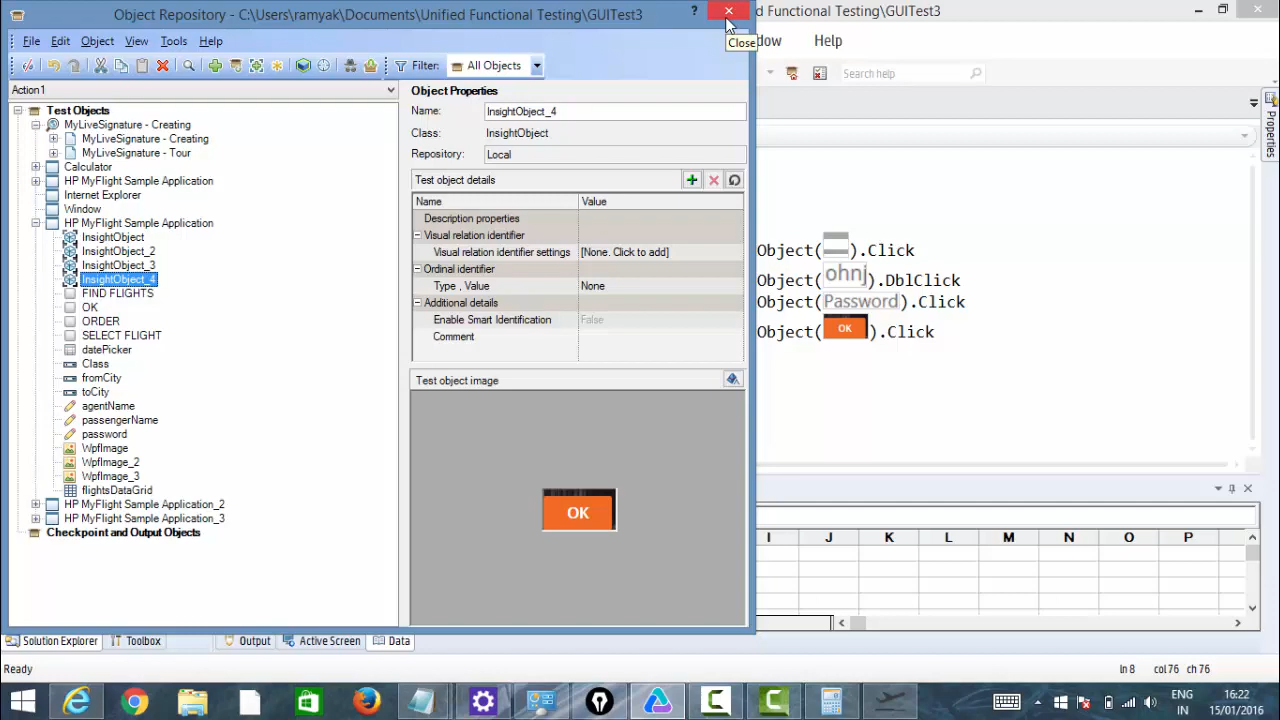 Object Repository - C:\Users\ramyak\Documents\Unified Functional Testing\GUITest3
?
Close
d Functional Testing\GUITest3
File Edit Object View Tools Help
dow Help
Filter: All Objects
Search help
Action1
Test Objects
MyLiveSignature - Creating
MyLiveSignature - Creating
MyLiveSignature - Tour
Calculator
HP MyFlight Sample Application
Internet Explorer
Window
HP MyFlight Sample Application
InsightObject
InsightObject_2
InsightObject_3
InsightObject_4
FIND FLIGHTS
OK
ORDER
SELECT FLIGHT
datePicker
Class
fromCity
toCity
agentName
passengerName
password
WpfImage
WpfImage_2
WpfImage_3
flightsDataGrid
HP MyFlight Sample Application_2
HP MyFlight Sample Application_3
Checkpoint and Output Objects
Object Properties
Name: InsightObject_4
Class: InsightObject
Repository: Local
Test object details
Name Value
Description properties
Visual relation identifier
Visual relation identifier settings [None. Click to add]
Ordinal identifier
Type , Value None
Additional details
Enable Smart Identification False
Comment
Test object image
OK
Object( ).Click
Object( ohnj ).DblClick
Object( Password ).Click
Object( OK ).Click
Properties
I J K L M N O P
Solution Explorer Toolbox Output Active Screen Data
Ready
ln 8 col 76 ch 76
ENG
IN
16:22
15/01/2016